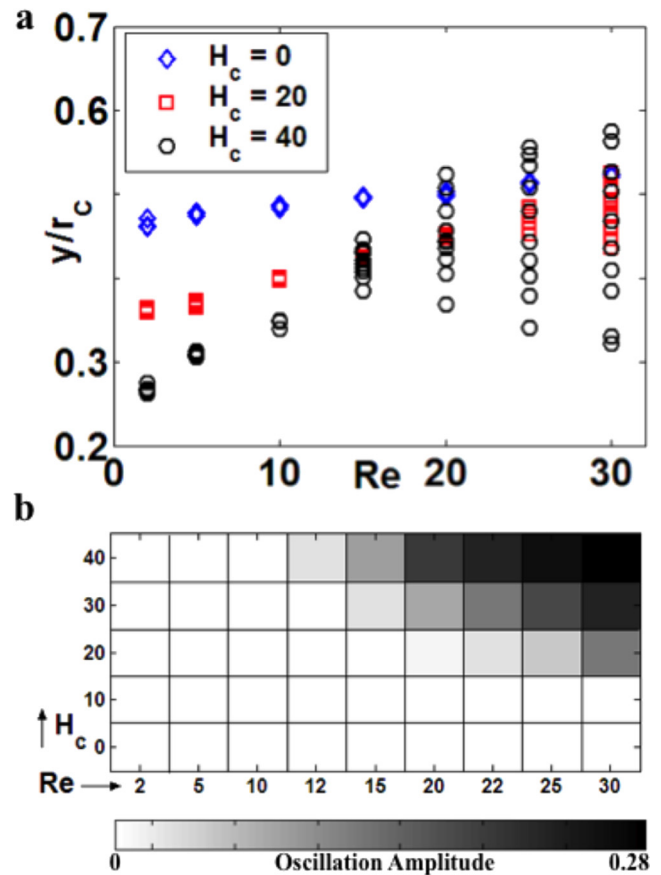 a
0.7
0.6
0.3
0.2
y/r_c
H_c = 0
H_c = 20
H_c = 40
0 10 Re 20 30
b
40
30
20
10
0
↑ H_c
Re → 2 5 10 12 15 20 22 25 30
0 Oscillation Amplitude 0.28